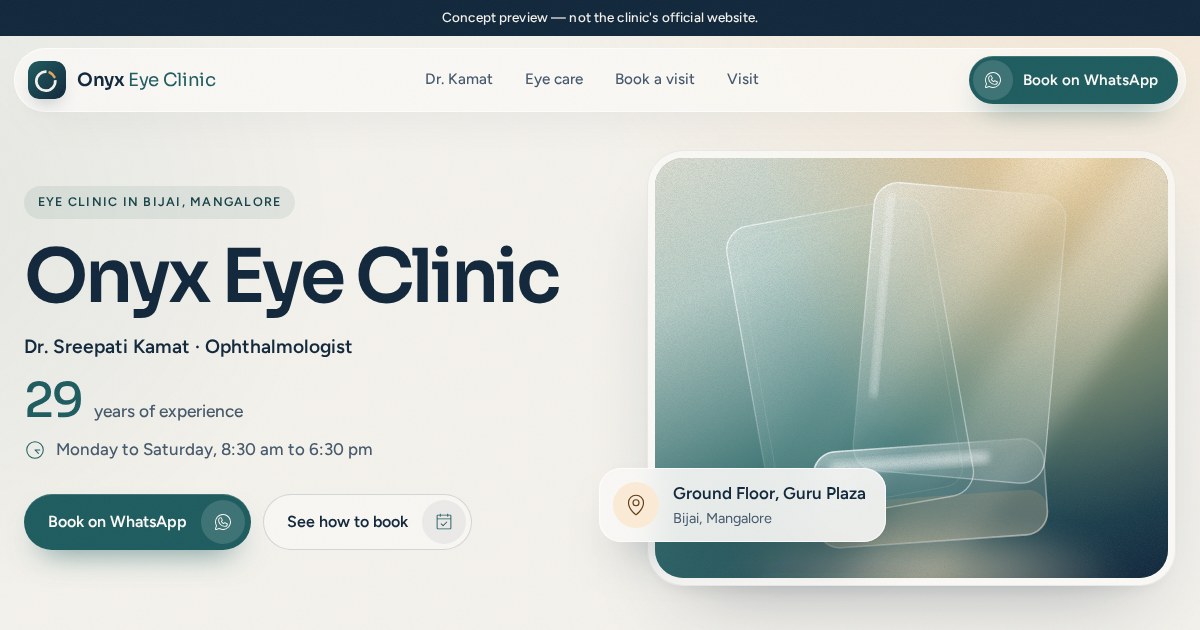 Concept preview — not the clinic's official website.
Onyx Eye Clinic
Dr. Kamat
Eye care
Book a visit
Visit
Book on WhatsApp
EYE CLINIC IN BIJAI, MANGALORE
Onyx Eye Clinic
Dr. Sreepati Kamat · Ophthalmologist
29 years of experience
Monday to Saturday, 8:30 am to 6:30 pm
Book on WhatsApp
See how to book
Ground Floor, Guru Plaza
Bijai, Mangalore